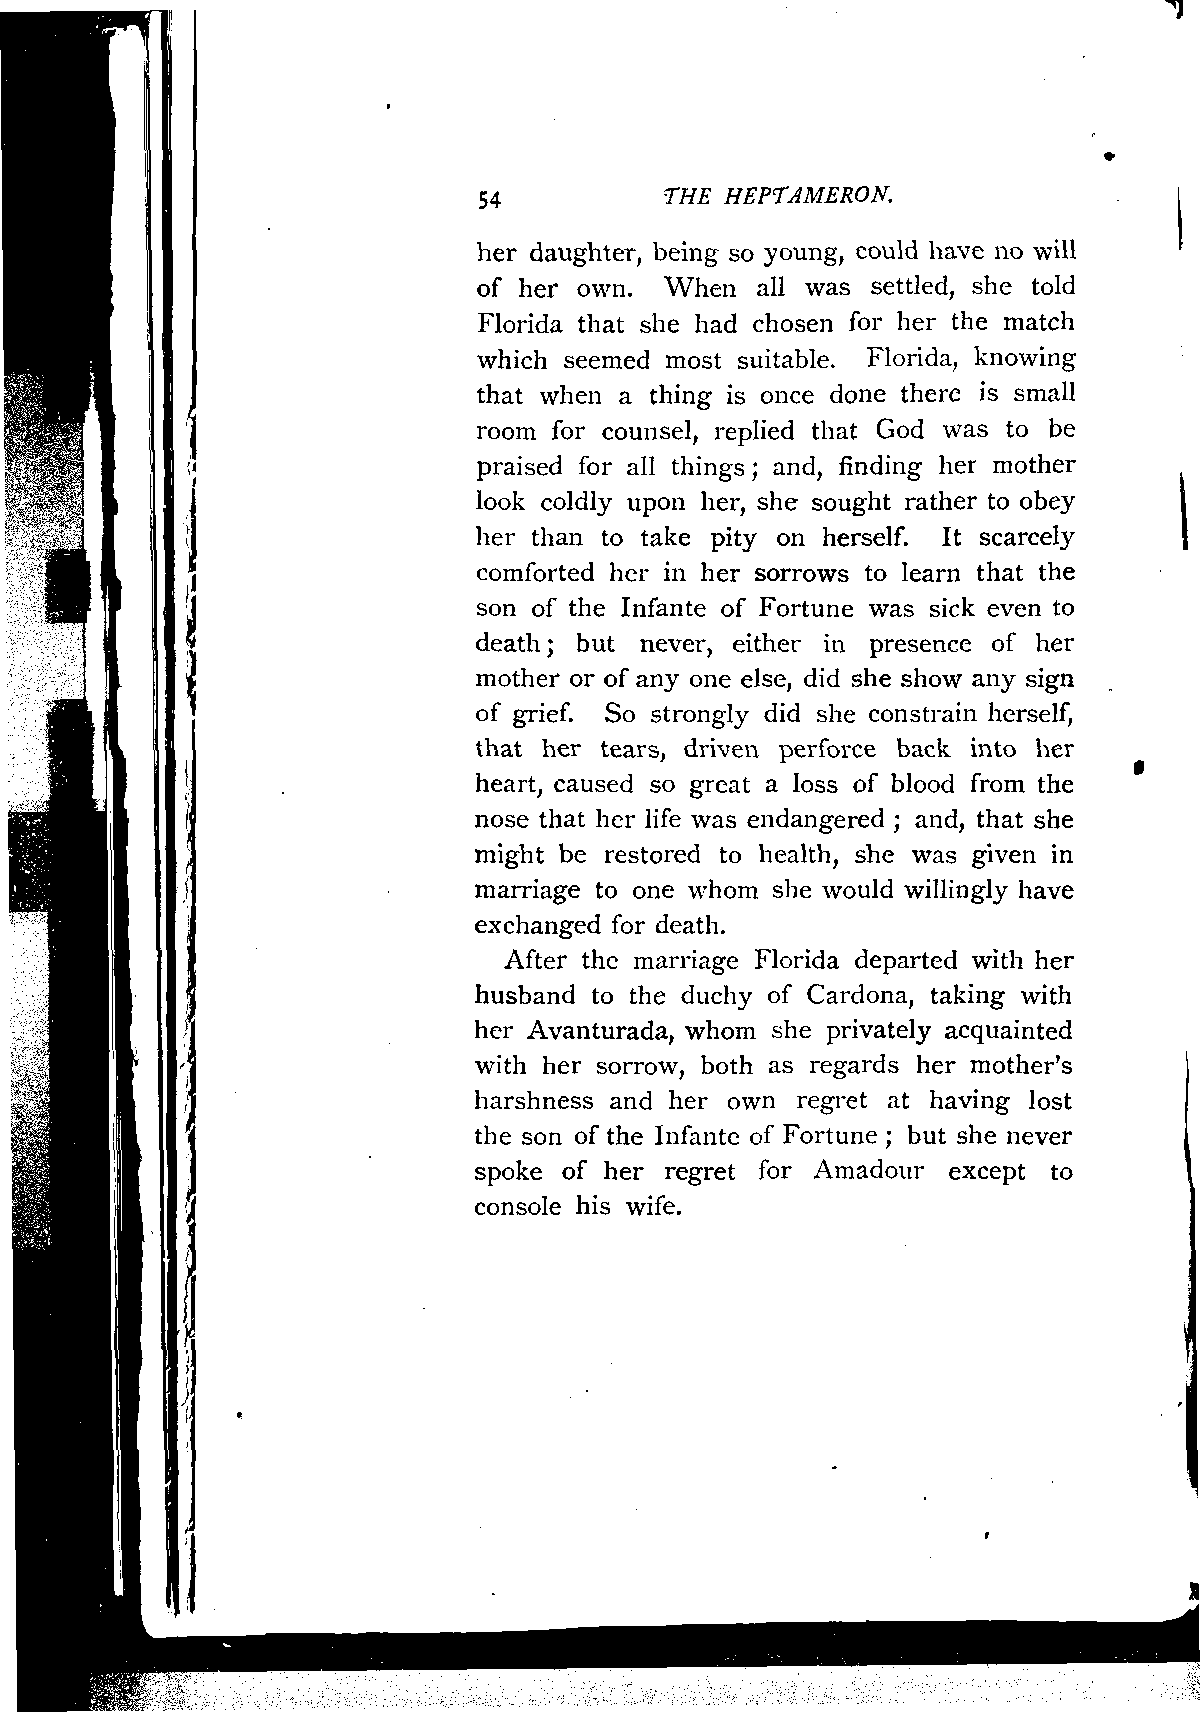 54 THE HEPTAMERON.
her daughter, being so young, could have no will
of her own. When all was settled, she told
Florida that she had chosen for her the match
which seemed most suitable. Florida, knowing
that when a thing is once done there is small
room for counsel, replied that God was to be
praised for all things; and, finding her mother
look coldly upon her, she sought rather to obey
her than to take pity on herself. It scarcely
comforted her in her sorrows to learn that the
son of the Infante of Fortune was sick even to
death; but never, either in presence of her
mother or of any one else, did she show any sign
of grief. So strongly did she constrain herself,
that her tears, driven perforce back into her
heart, caused so great a loss of blood from the
nose that her life was endangered; and, that she
might be restored to health, she was given in
marriage to one whom she would willingly have
exchanged for death.
After the marriage Florida departed with her
husband to the duchy of Cardona, taking with
her Avanturada, whom she privately acquainted
with her sorrow, both as regards her mother's
harshness and her own regret at having lost
the son of the Infante of Fortune; but she never
spoke of her regret for Amadour except to
console his wife.